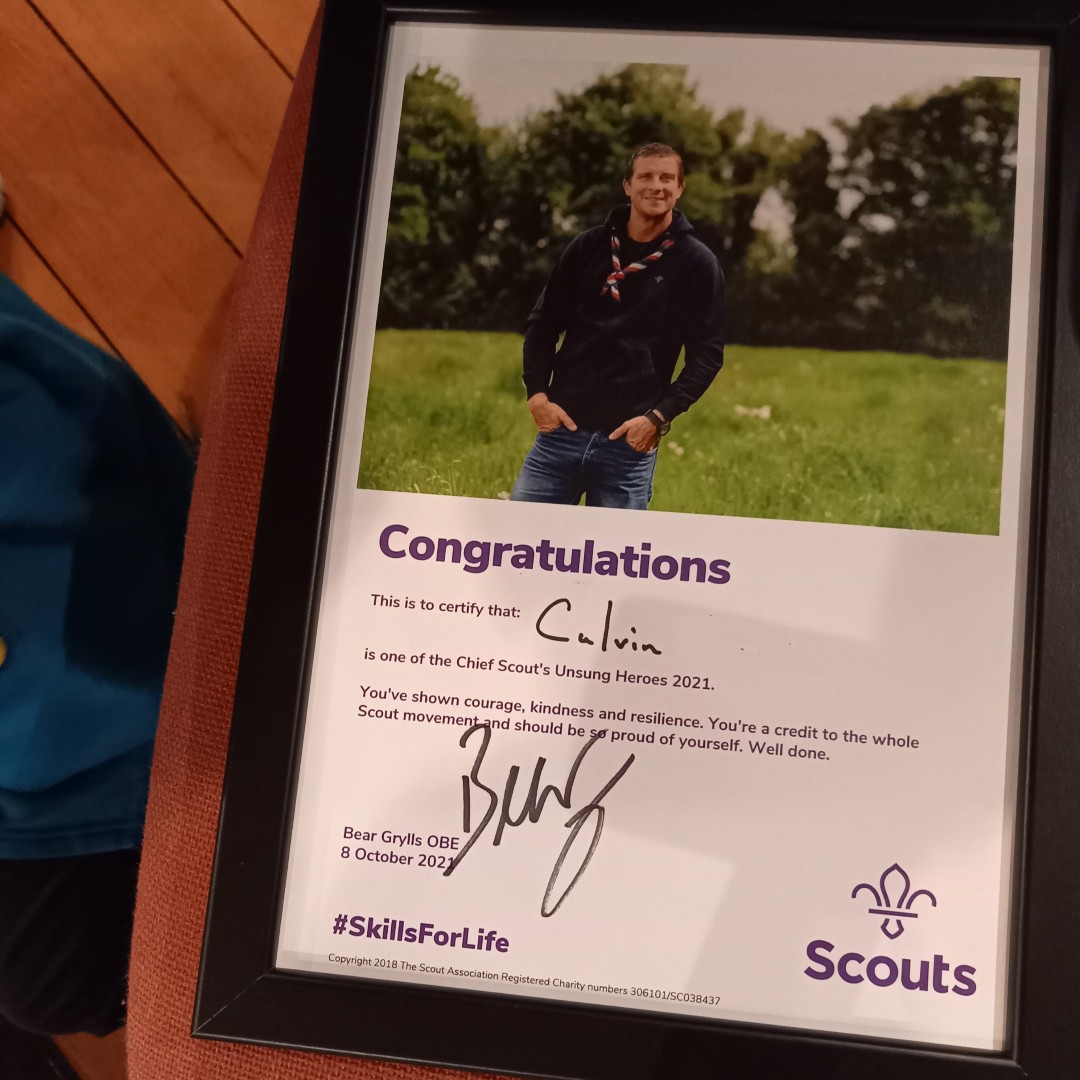 Congratulations
This is to certify that: Calvin
is one of the Chief Scout's Unsung Heroes 2021.
You've shown courage, kindness and resilience. You're a credit to the whole
Scout movement and should be so proud of yourself. Well done.
Bear Grylls OBE
8 October 2021
#SkillsForLife
Copyright 2018 The Scout Association Registered Charity numbers 306101/SC038437
Scouts